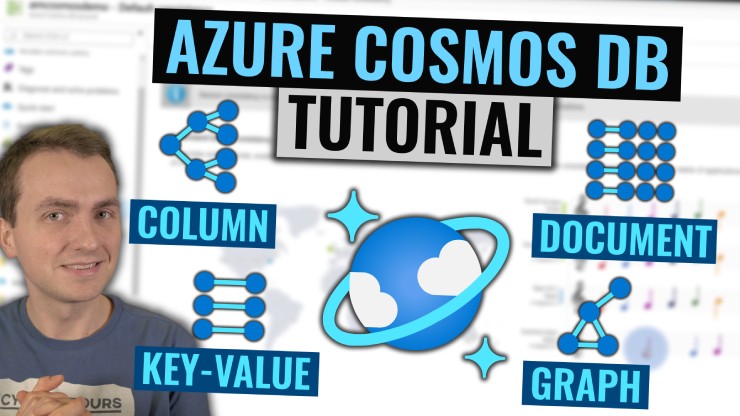 AZURE COSMOS DB
TUTORIAL
COLUMN
DOCUMENT
KEY-VALUE
GRAPH